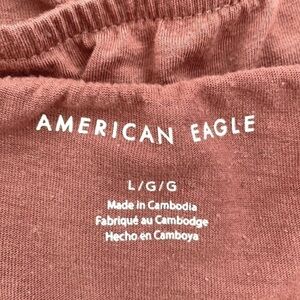 AMERICAN EAGLE
L/G/G
Made in Cambodia
Fabriqué au Cambodge
Hecho en Camboya